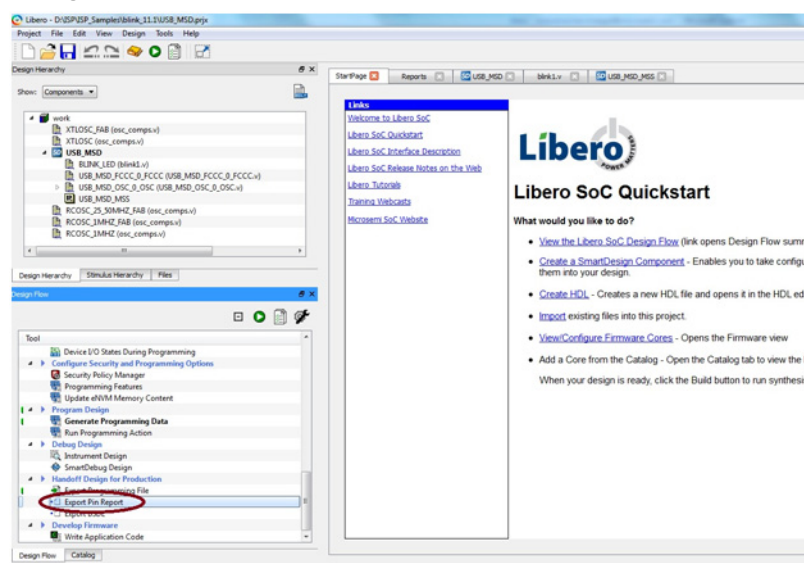 Libero - D:\ISP\ISP_Samples\blink_11.1\USB_MSD.prjx
Project File Edit View Design Tools Help
Design Hierarchy
Show: Components
work
XTLOSC_FAB (osc_comps.v)
XTLOSC (osc_comps.v)
USB_MSD
BLINK_LED (blink1.v)
USB_MSD_FCCC_0_FCCC (USB_MSD_FCCC_0_FCCC.v)
USB_MSD_OSC_0_OSC (USB_MSD_OSC_0_OSC.v)
USB_MSD_MSS
RCOSC_25_50MHZ_FAB (osc_comps.v)
RCOSC_1MHZ_FAB (osc_comps.v)
RCOSC_1MHZ (osc_comps.v)
Design Hierarchy Stimulus Hierarchy Files
Design Flow
Tool
Device I/O States During Programming
Configure Security and Programming Options
Security Policy Manager
Programming Features
Update eNVM Memory Content
Program Design
Generate Programming Data
Run Programming Action
Debug Design
Instrument Design
SmartDebug Design
Handoff Design for Production
Export Programming File
Export Pin Report
Export BSDL
Develop Firmware
Write Application Code
Design Flow Catalog
StartPage Reports USB_MSD blink1.v USB_MSD_MSS
Links
Welcome to Libero SoC
Libero SoC Quickstart
Libero SoC Interface Description
Libero SoC Release Notes on the Web
Libero Tutorials
Training Webcasts
Microsemi SoC Website
Libero
POWER MATTERS
Libero SoC Quickstart
What would you like to do?
• View the Libero SoC Design Flow (link opens Design Flow summ
• Create a SmartDesign Component - Enables you to take configu
them into your design.
• Create HDL - Creates a new HDL file and opens it in the HDL ed
• Import existing files into this project.
• View/Configure Firmware Cores - Opens the Firmware view
• Add a Core from the Catalog - Open the Catalog tab to view the
When your design is ready, click the Build button to run synthesi